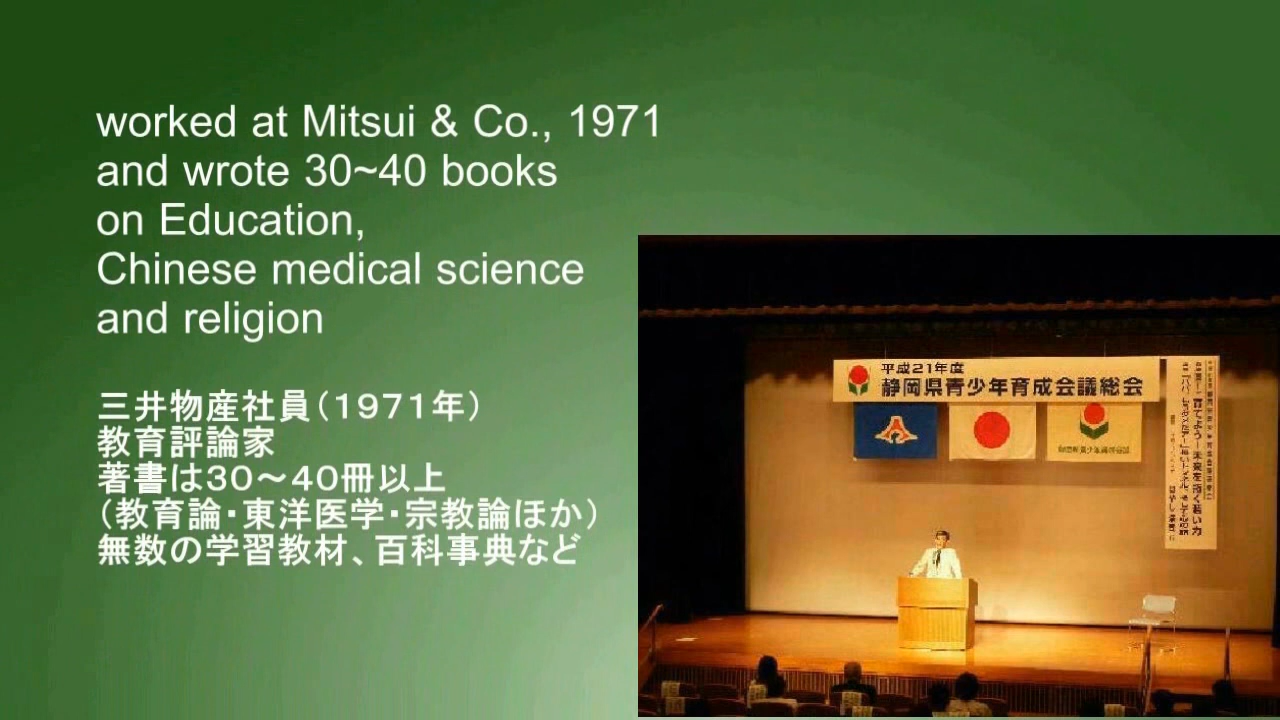 worked at Mitsui & Co., 1971
and wrote 30~40 books
on Education,
Chinese medical science
and religion
三井物産社員（１９７１年）
教育評論家
著書は３０～４０冊以上
（教育論・東洋医学・宗教論ほか）
無数の学習教材、百科事典など
平成21年度
静岡県青少年育成会議総会